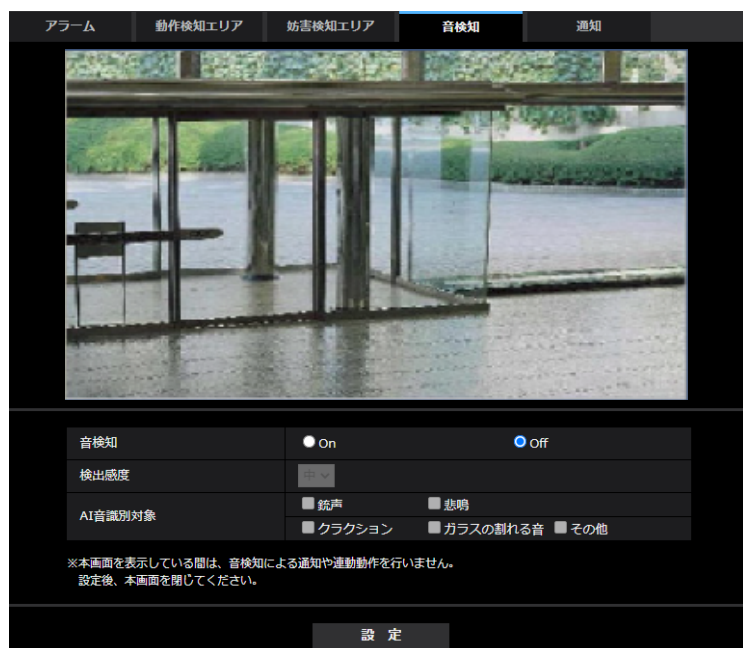 アラーム 動作検知エリア 妨害検知エリア 音検知 通知
音検知 On Off
検出感度 中
AI音識別対象 銃声 悲鳴
クラクション ガラスの割れる音 その他
※本画面を表示している間は、音検知による通知や連動動作を行いません。
設定後、本画面を閉じてください。
設 定